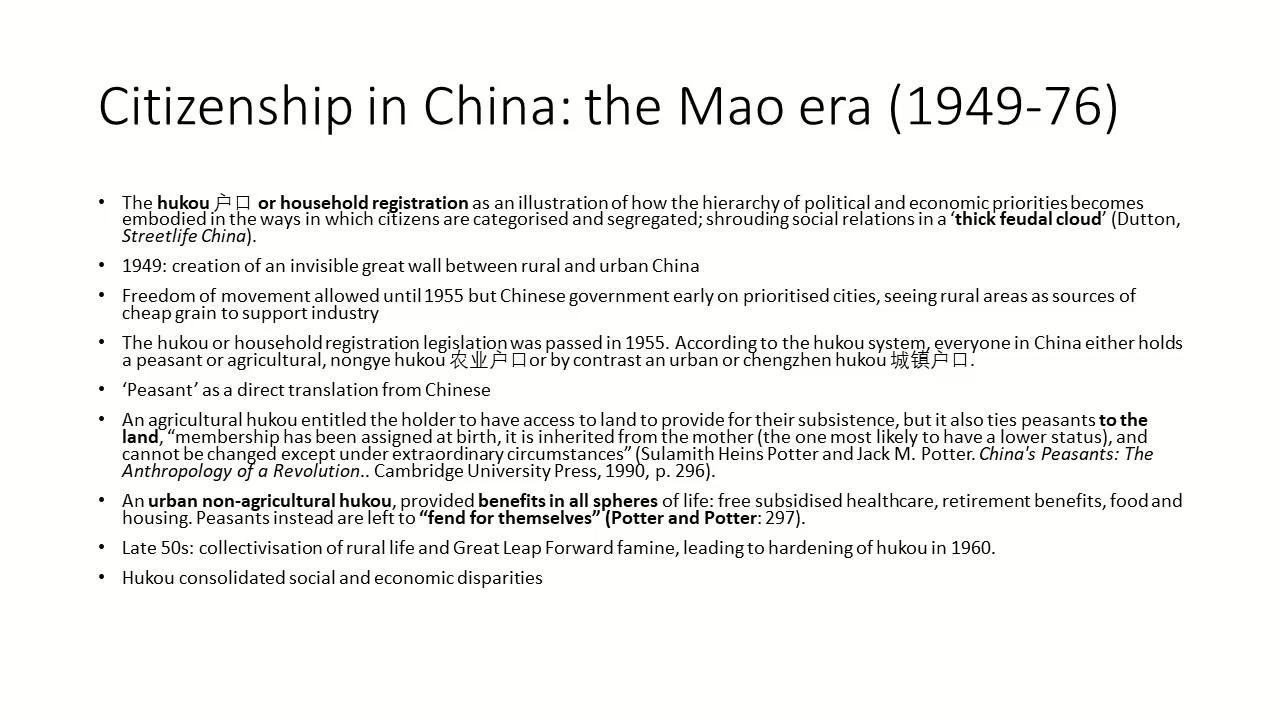 Citizenship in China: the Mao era (1949-76)
• The hukou 户口 or household registration as an illustration of how the hierarchy of political and economic priorities becomes
embodied in the ways in which citizens are categorised and segregated; shrouding social relations in a ‘thick feudal cloud’ (Dutton,
Streetlife China).
• 1949: creation of an invisible great wall between rural and urban China
• Freedom of movement allowed until 1955 but Chinese government early on prioritised cities, seeing rural areas as sources of
cheap grain to support industry
• The hukou or household registration legislation was passed in 1955. According to the hukou system, everyone in China either holds
a peasant or agricultural, nongye hukou 农业户口or by contrast an urban or chengzhen hukou 城镇户口.
• ‘Peasant’ as a direct translation from Chinese
• An agricultural hukou entitled the holder to have access to land to provide for their subsistence, but it also ties peasants to the
land, “membership has been assigned at birth, it is inherited from the mother (the one most likely to have a lower status), and
cannot be changed except under extraordinary circumstances” (Sulamith Heins Potter and Jack M. Potter. China's Peasants: The
Anthropology of a Revolution.. Cambridge University Press, 1990, p. 296).
• An urban non-agricultural hukou, provided benefits in all spheres of life: free subsidised healthcare, retirement benefits, food and
housing. Peasants instead are left to “fend for themselves” (Potter and Potter: 297).
• Late 50s: collectivisation of rural life and Great Leap Forward famine, leading to hardening of hukou in 1960.
• Hukou consolidated social and economic disparities